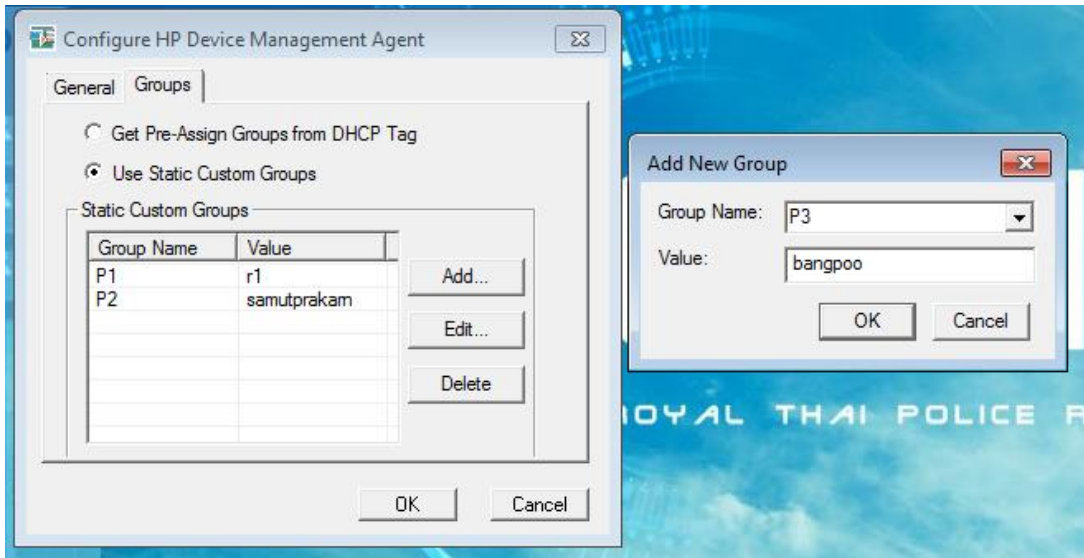 Configure HP Device Management Agent
General Groups
Get Pre-Assign Groups from DHCP Tag
Use Static Custom Groups
Static Custom Groups
Group Name Value
P1 r1
P2 samutprakarn
Add...
Edit...
Delete
OK Cancel
Add New Group
Group Name: P3
Value: bangpoo
OK Cancel
ROYAL THAI POLICE